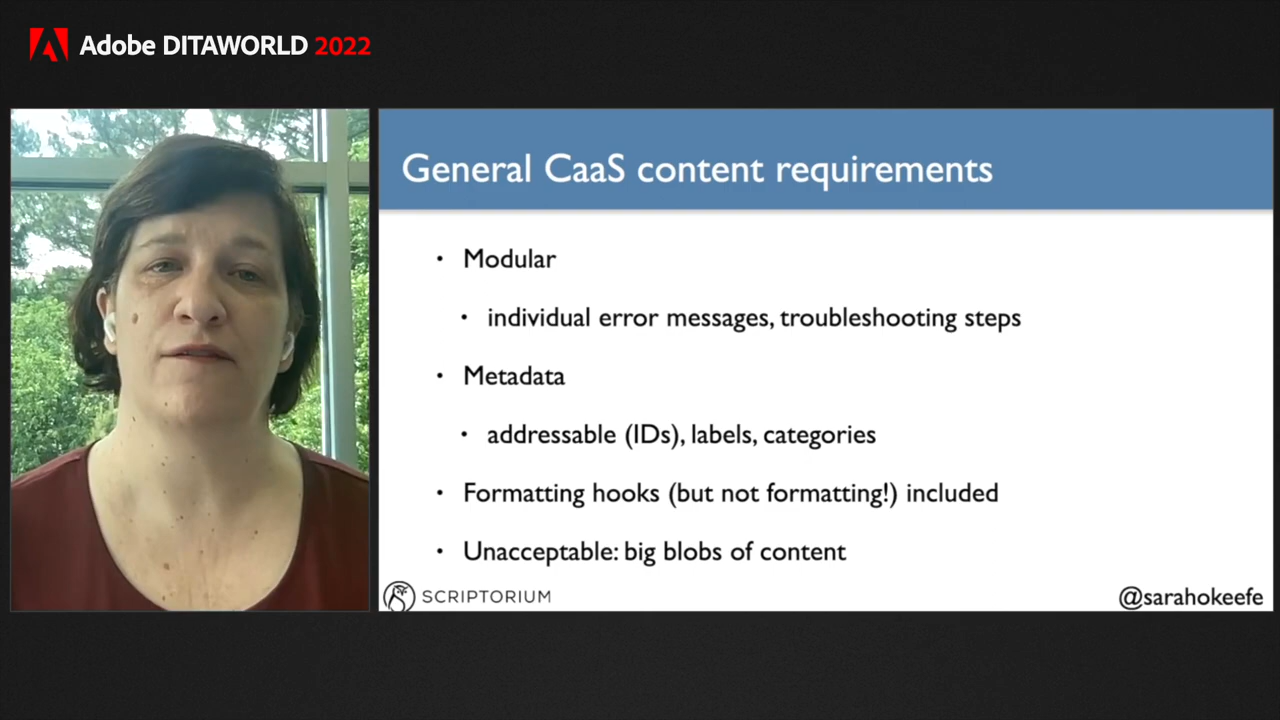 Adobe DITAWORLD 2022
General CaaS content requirements
• Modular
• individual error messages, troubleshooting steps
• Metadata
• addressable (IDs), labels, categories
• Formatting hooks (but not formatting!) included
• Unacceptable: big blobs of content
SCRIPTORIUM
@sarahokeefe